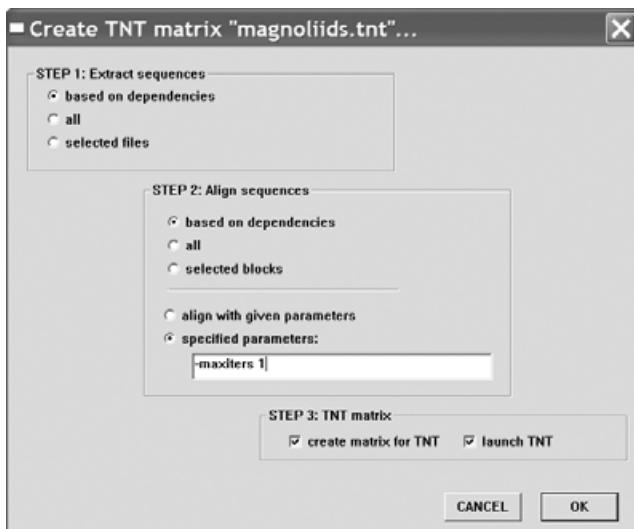 Create TNT matrix "magnoliids.tnt"...
STEP 1: Extract sequences
based on dependencies
all
selected files
STEP 2: Align sequences
based on dependencies
all
selected blocks
align with given parameters
specified parameters:
-maxiters 1
STEP 3: TNT matrix
create matrix for TNT launch TNT
CANCEL OK